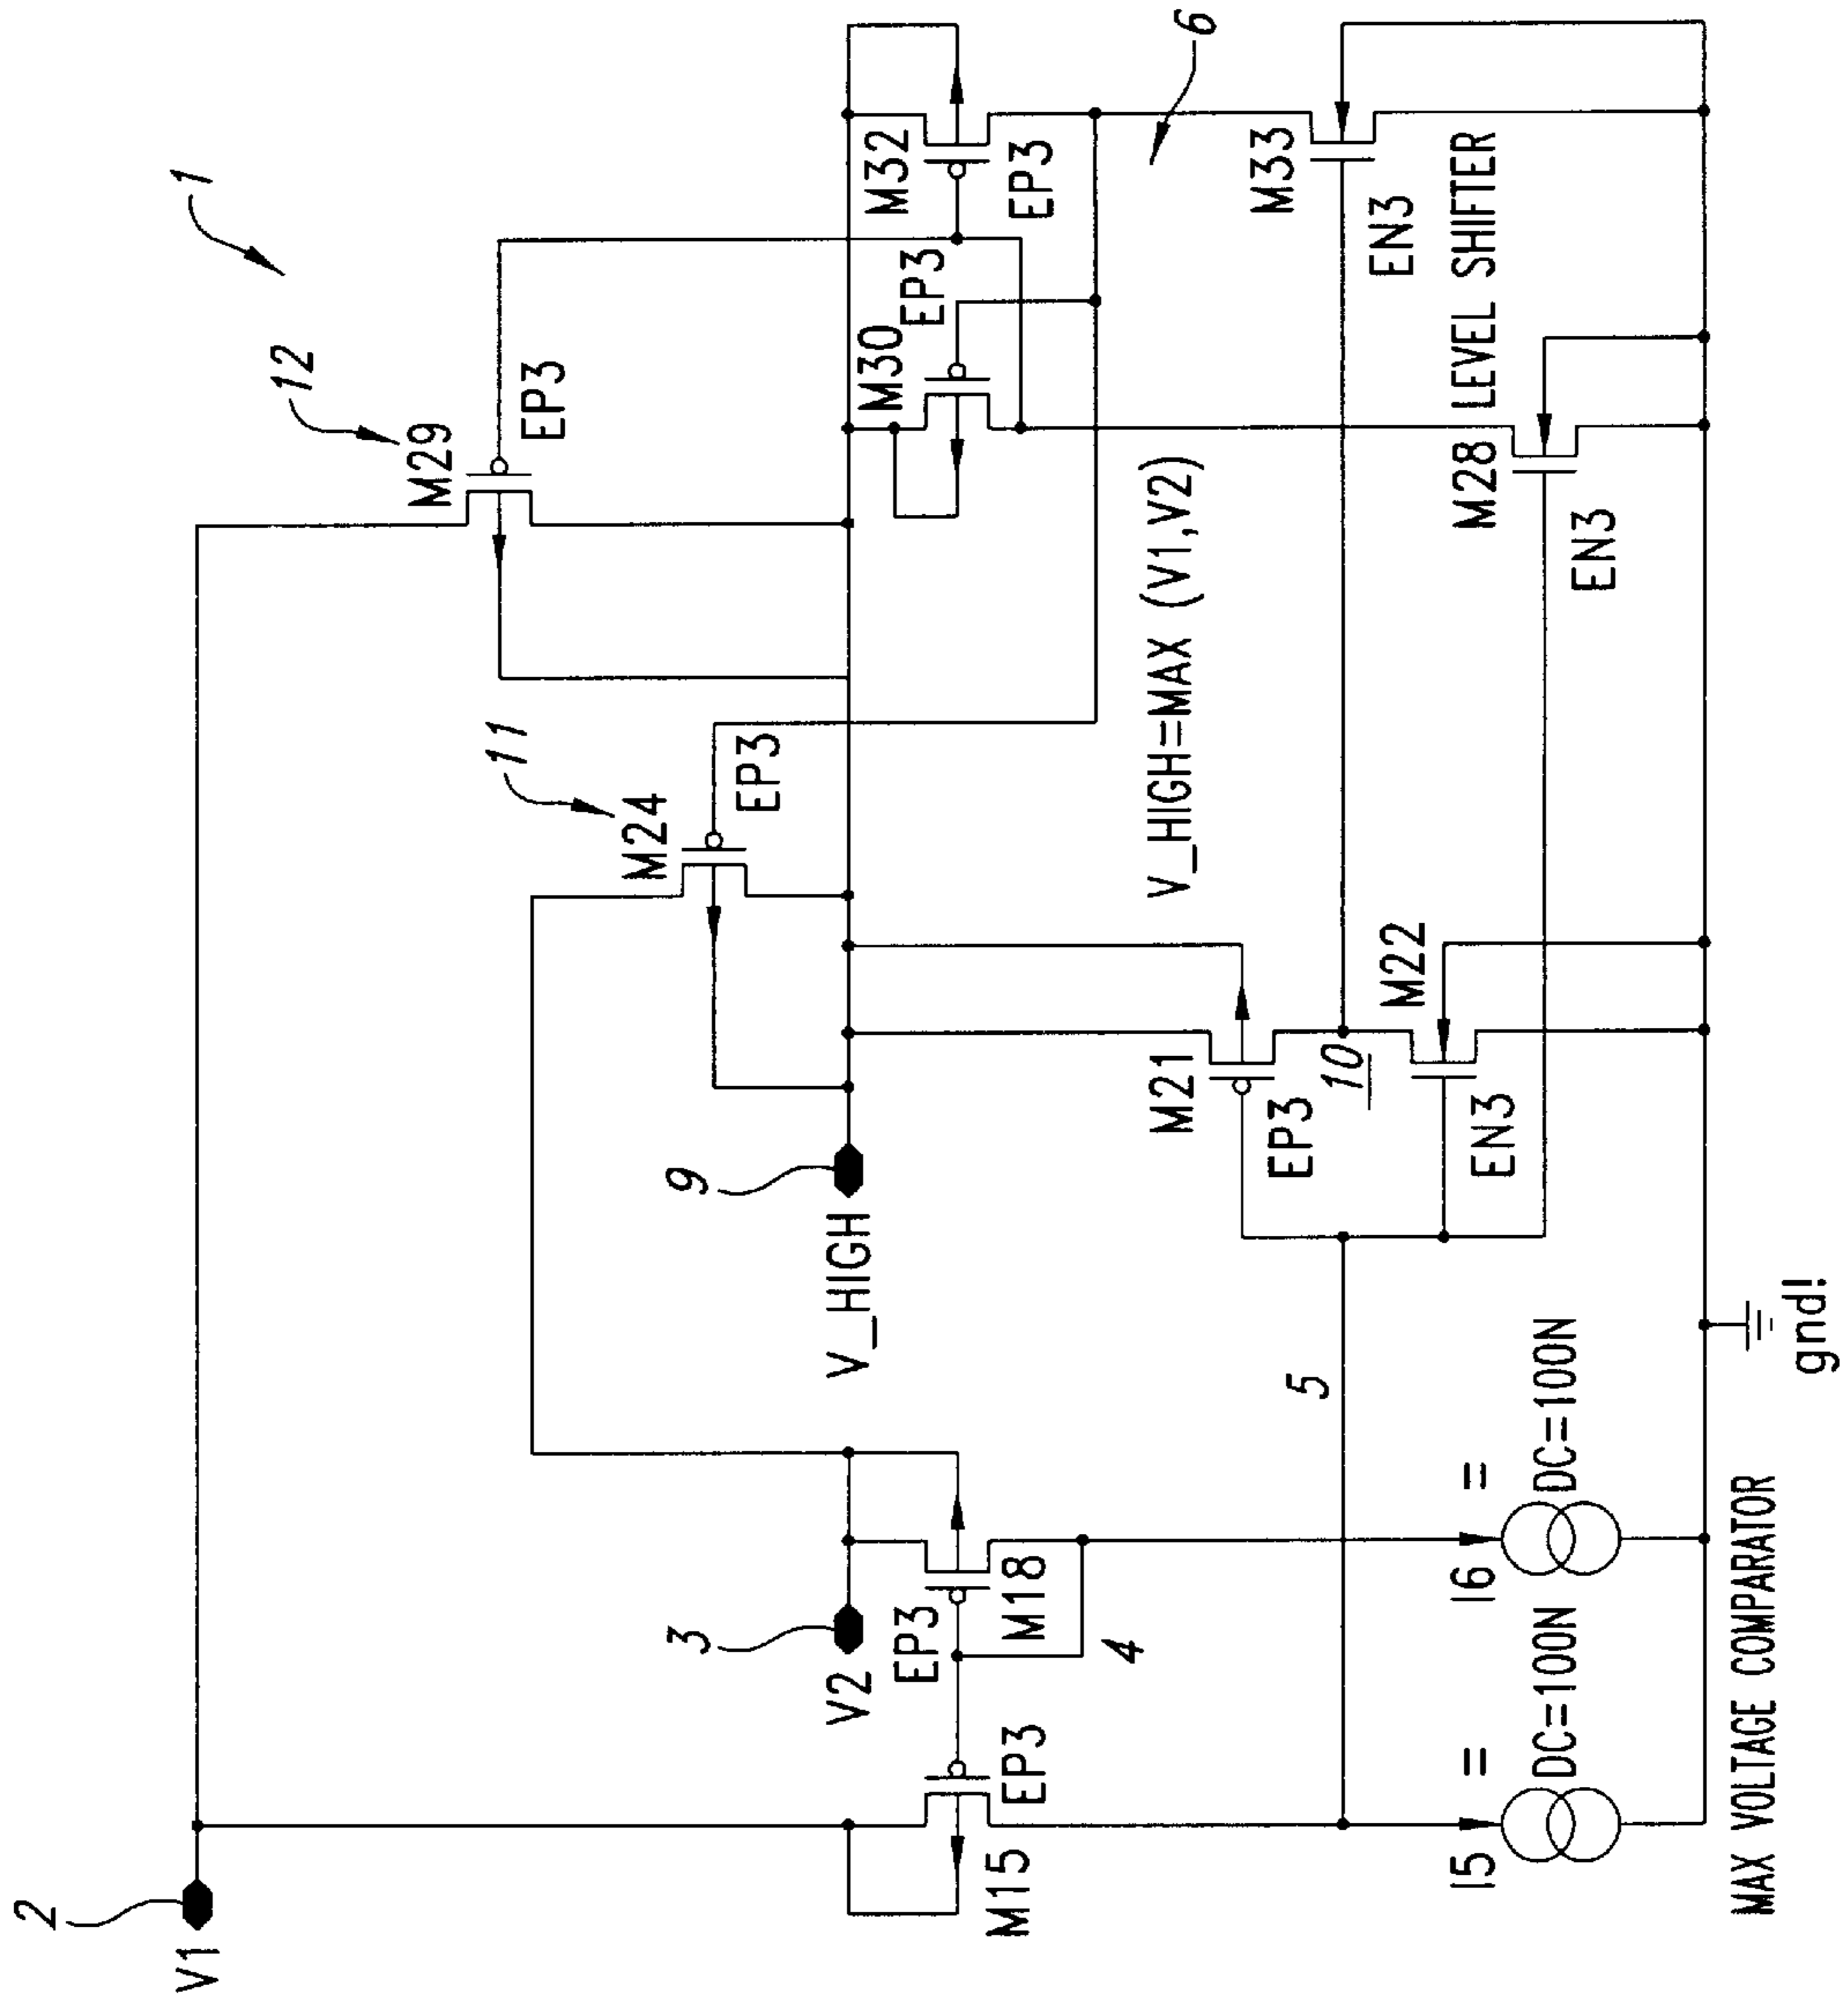 1
2
V1
12
M29
EP3
11
M24
EP3
3
V2
9
V_HIGH
M15
EP3
EP3
M18
4
M30
EP3
M32
EP3
6
V_HIGH=MAX (V1,V2)
M21
EP3
10
M22
EN3
5
M33
EN3
M28
LEVEL SHIFTER
EN3
I5
=
DC=100N
I6
=
DC=100N
gnd!
MAX VOLTAGE COMPARATOR